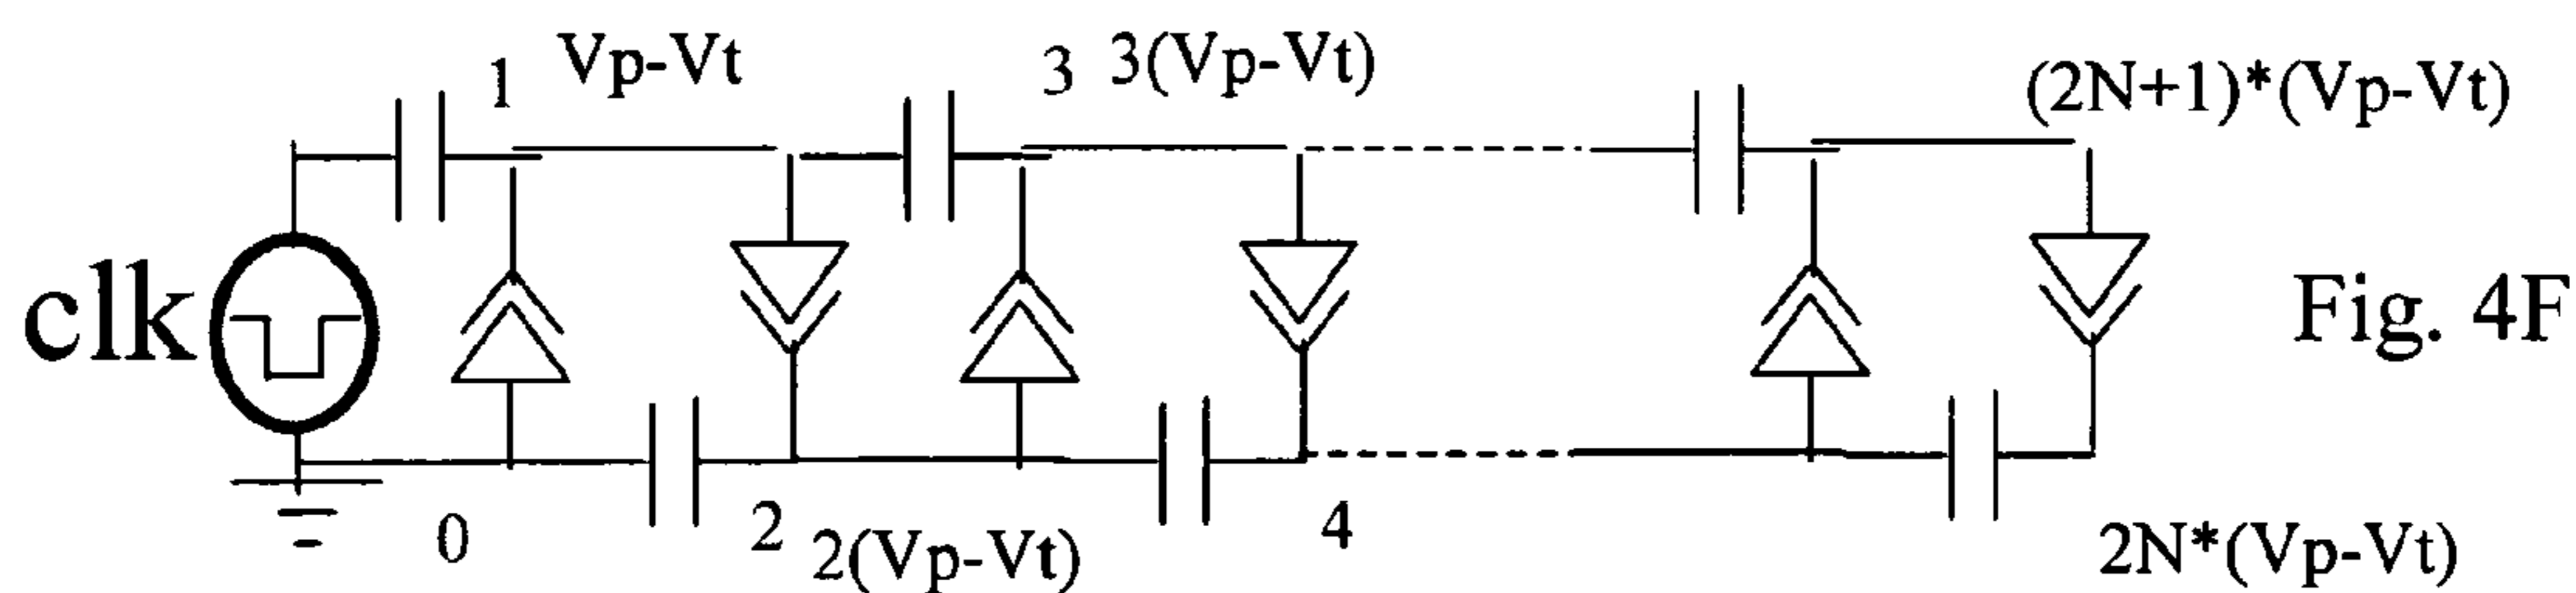 1 Vp-Vt 3 3(Vp-Vt) (2N+1)*(Vp-Vt)
clk Fig. 4F
0 2 2(Vp-Vt) 4 2N*(Vp-Vt)